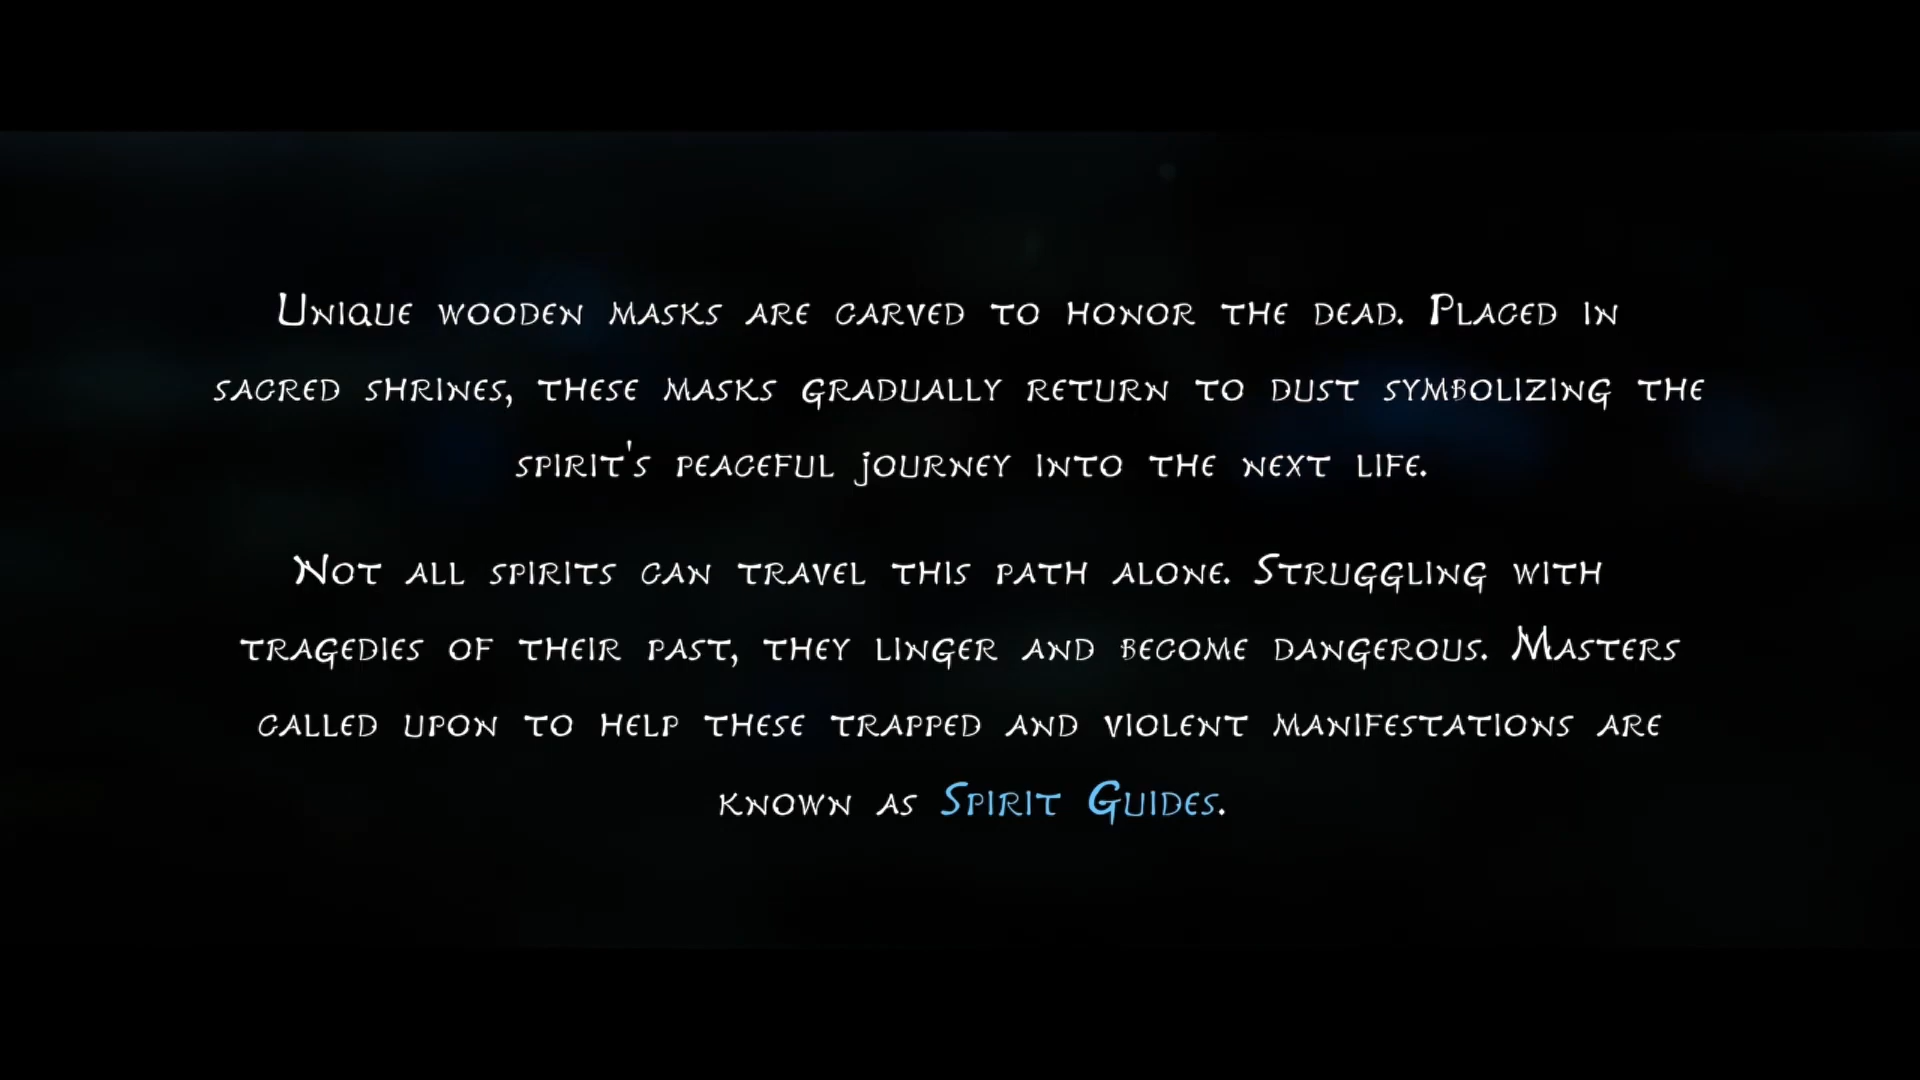 Unique wooden masks are carved to honor the dead. Placed in
sacred shrines, these masks gradually return to dust symbolizing the
spirit's peaceful journey into the next life.
Not all spirits can travel this path alone. Struggling with
tragedies of their past, they linger and become dangerous. Masters
called upon to help these trapped and violent manifestations are
known as Spirit Guides.